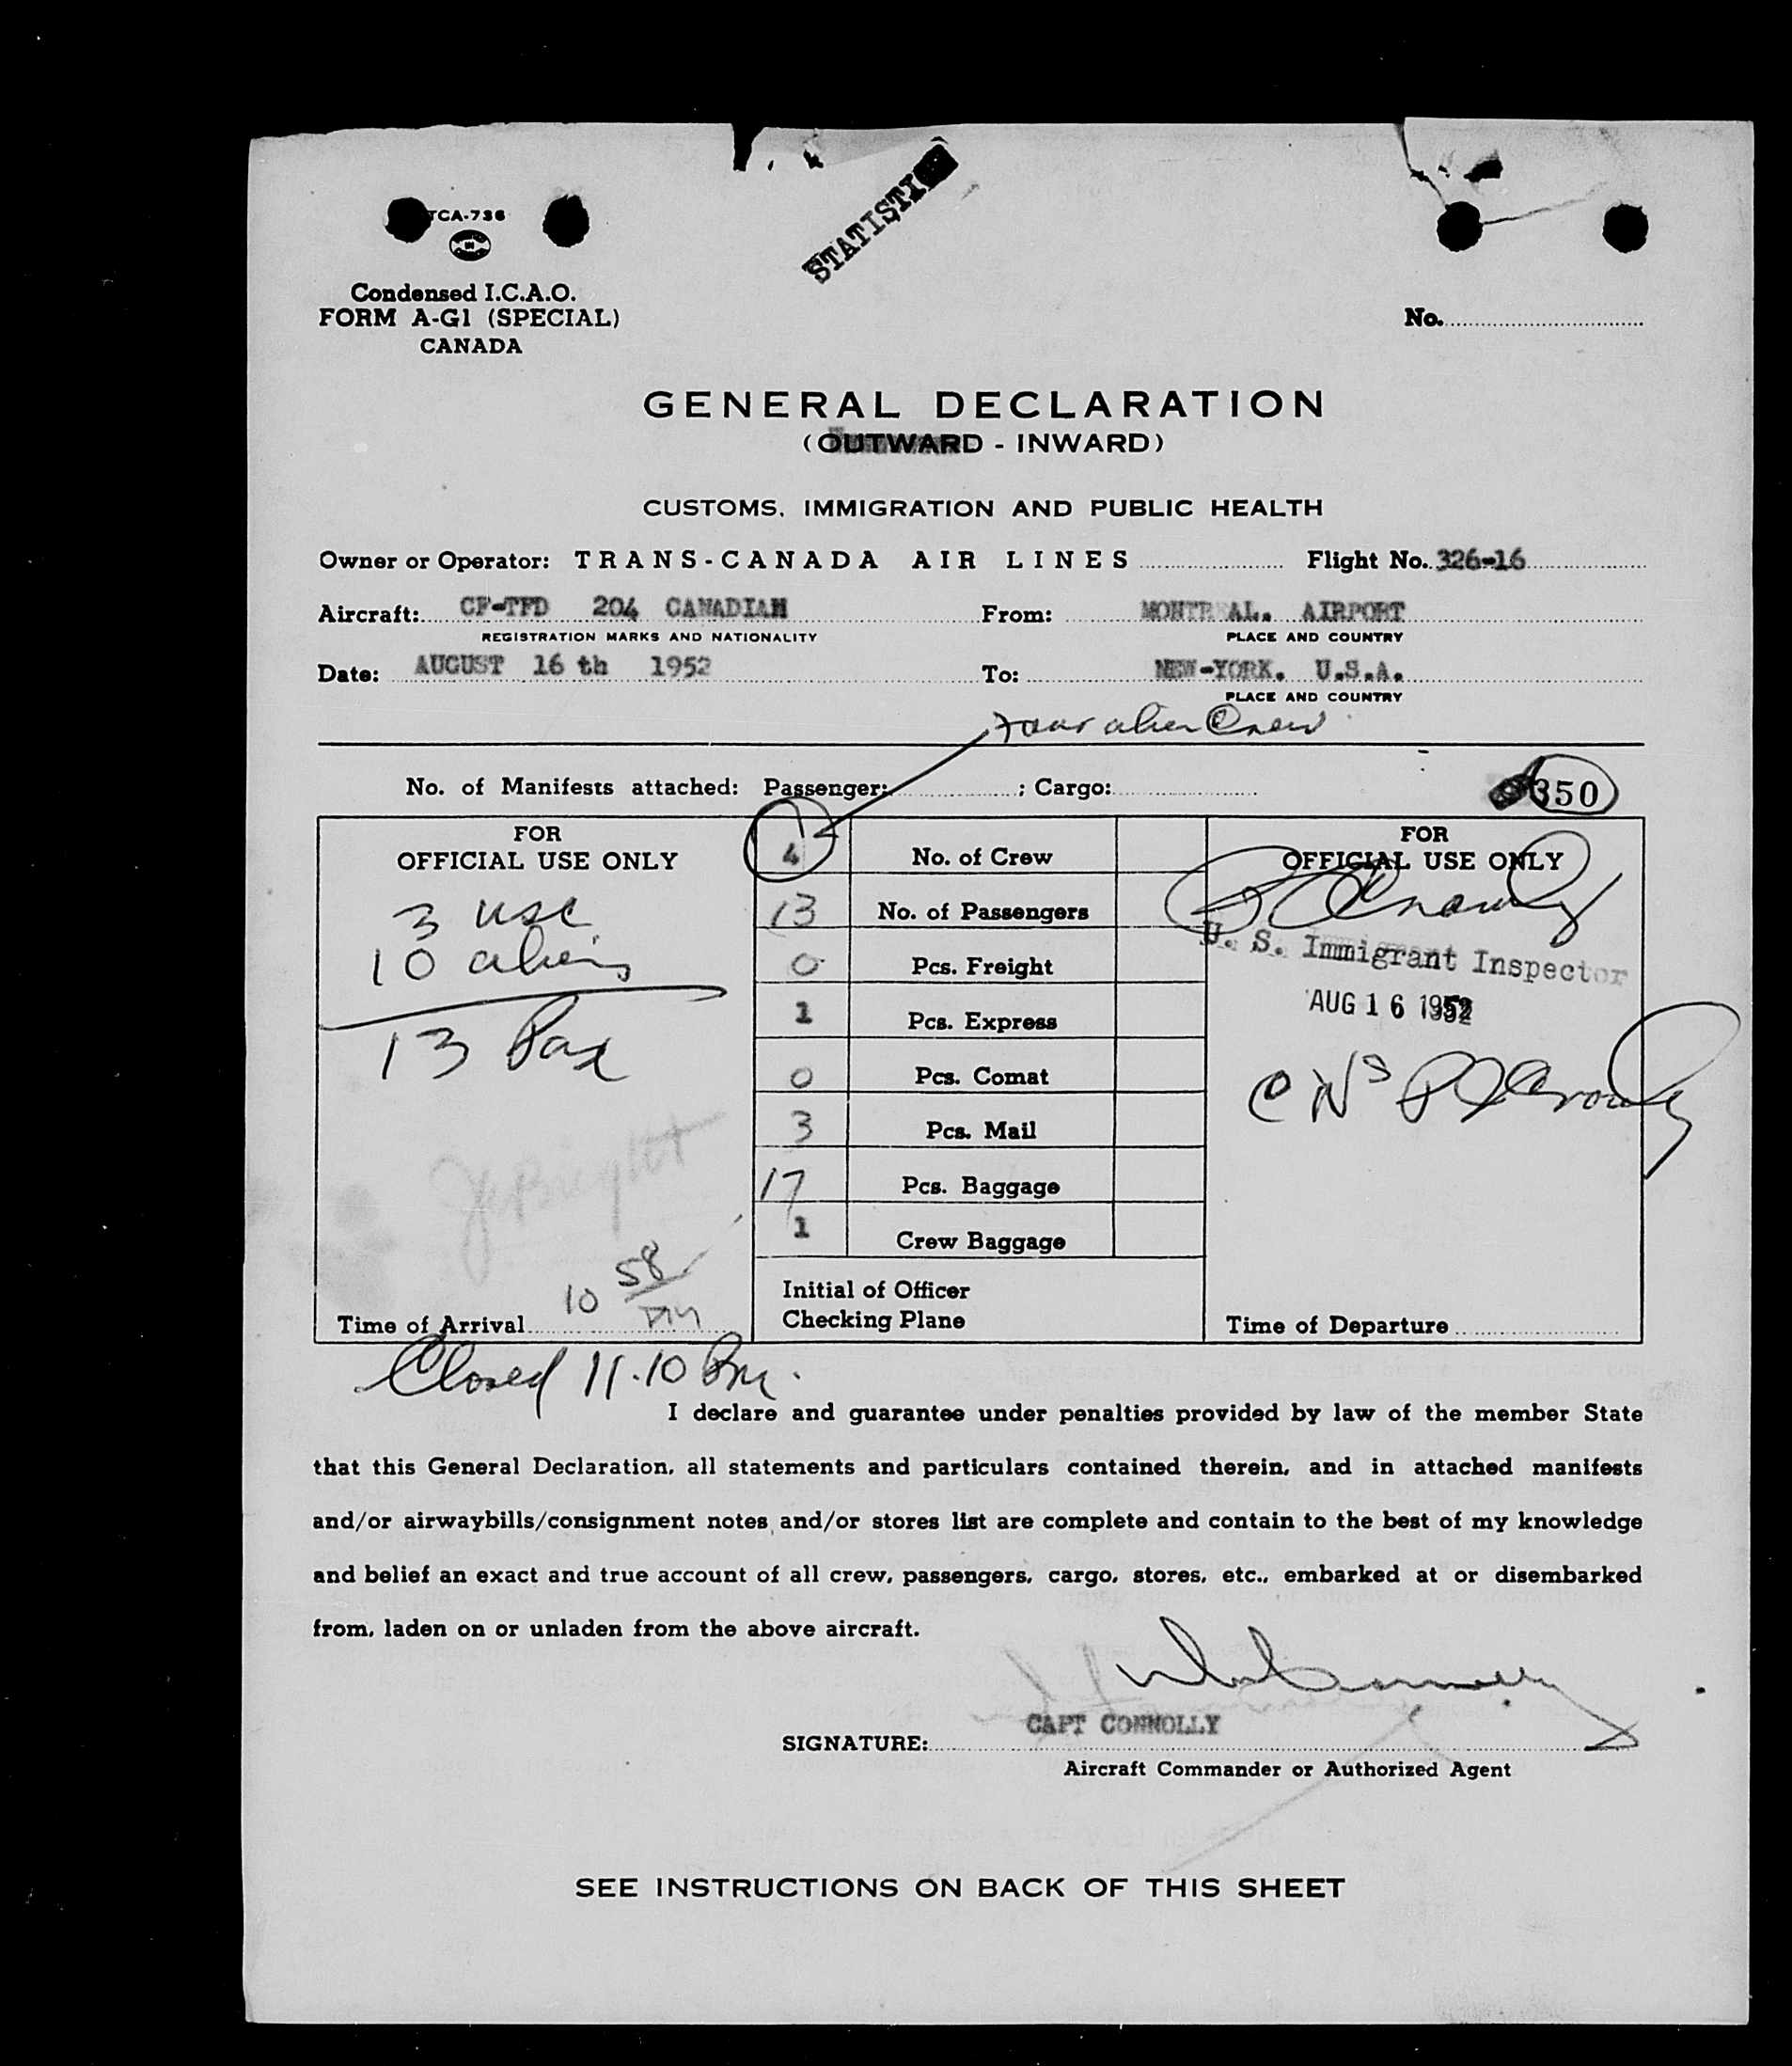 TCA-736
STATISTI
Condensed I.C.A.O.
FORM A-G1 (SPECIAL)
CANADA
No.
GENERAL DECLARATION
(OUTWARD - INWARD)
CUSTOMS, IMMIGRATION AND PUBLIC HEALTH
Owner or Operator: TRANS-CANADA AIR LINES Flight No. 326-16
Aircraft: CF-TFD 204 CANADIAN From: MONTREAL. AIRPORT
REGISTRATION MARKS AND NATIONALITY PLACE AND COUNTRY
Date: AUGUST 16 th 1952 To: NEW-YORK. U.S.A.
PLACE AND COUNTRY
Four alien Crew
No. of Manifests attached: Passenger: ; Cargo: 350
FOR
OFFICIAL USE ONLY
3 usc
10 aliens
13 Pax
Time of Arrival 10 58 PM
4 No. of Crew
13 No. of Passengers
0 Pcs. Freight
1 Pcs. Express
0 Pcs. Comat
3 Pcs. Mail
17 Pcs. Baggage
1 Crew Baggage
Initial of Officer
Checking Plane
FOR
OFFICIAL USE ONLY
U. S. Immigrant Inspector
AUG 16 1952
Time of Departure
Closed 11.10 Pm.
I declare and guarantee under penalties provided by law of the member State
that this General Declaration, all statements and particulars contained therein, and in attached manifests
and/or airwaybills/consignment notes and/or stores list are complete and contain to the best of my knowledge
and belief an exact and true account of all crew, passengers, cargo, stores, etc., embarked at or disembarked
from, laden on or unladen from the above aircraft.
CAPT CONNOLLY
SIGNATURE:
Aircraft Commander or Authorized Agent
SEE INSTRUCTIONS ON BACK OF THIS SHEET